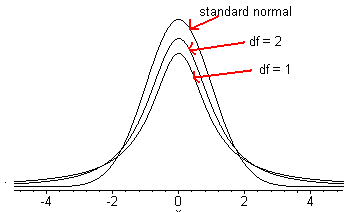 standard normal
df = 2
df = 1
-4 -2 0 2 4